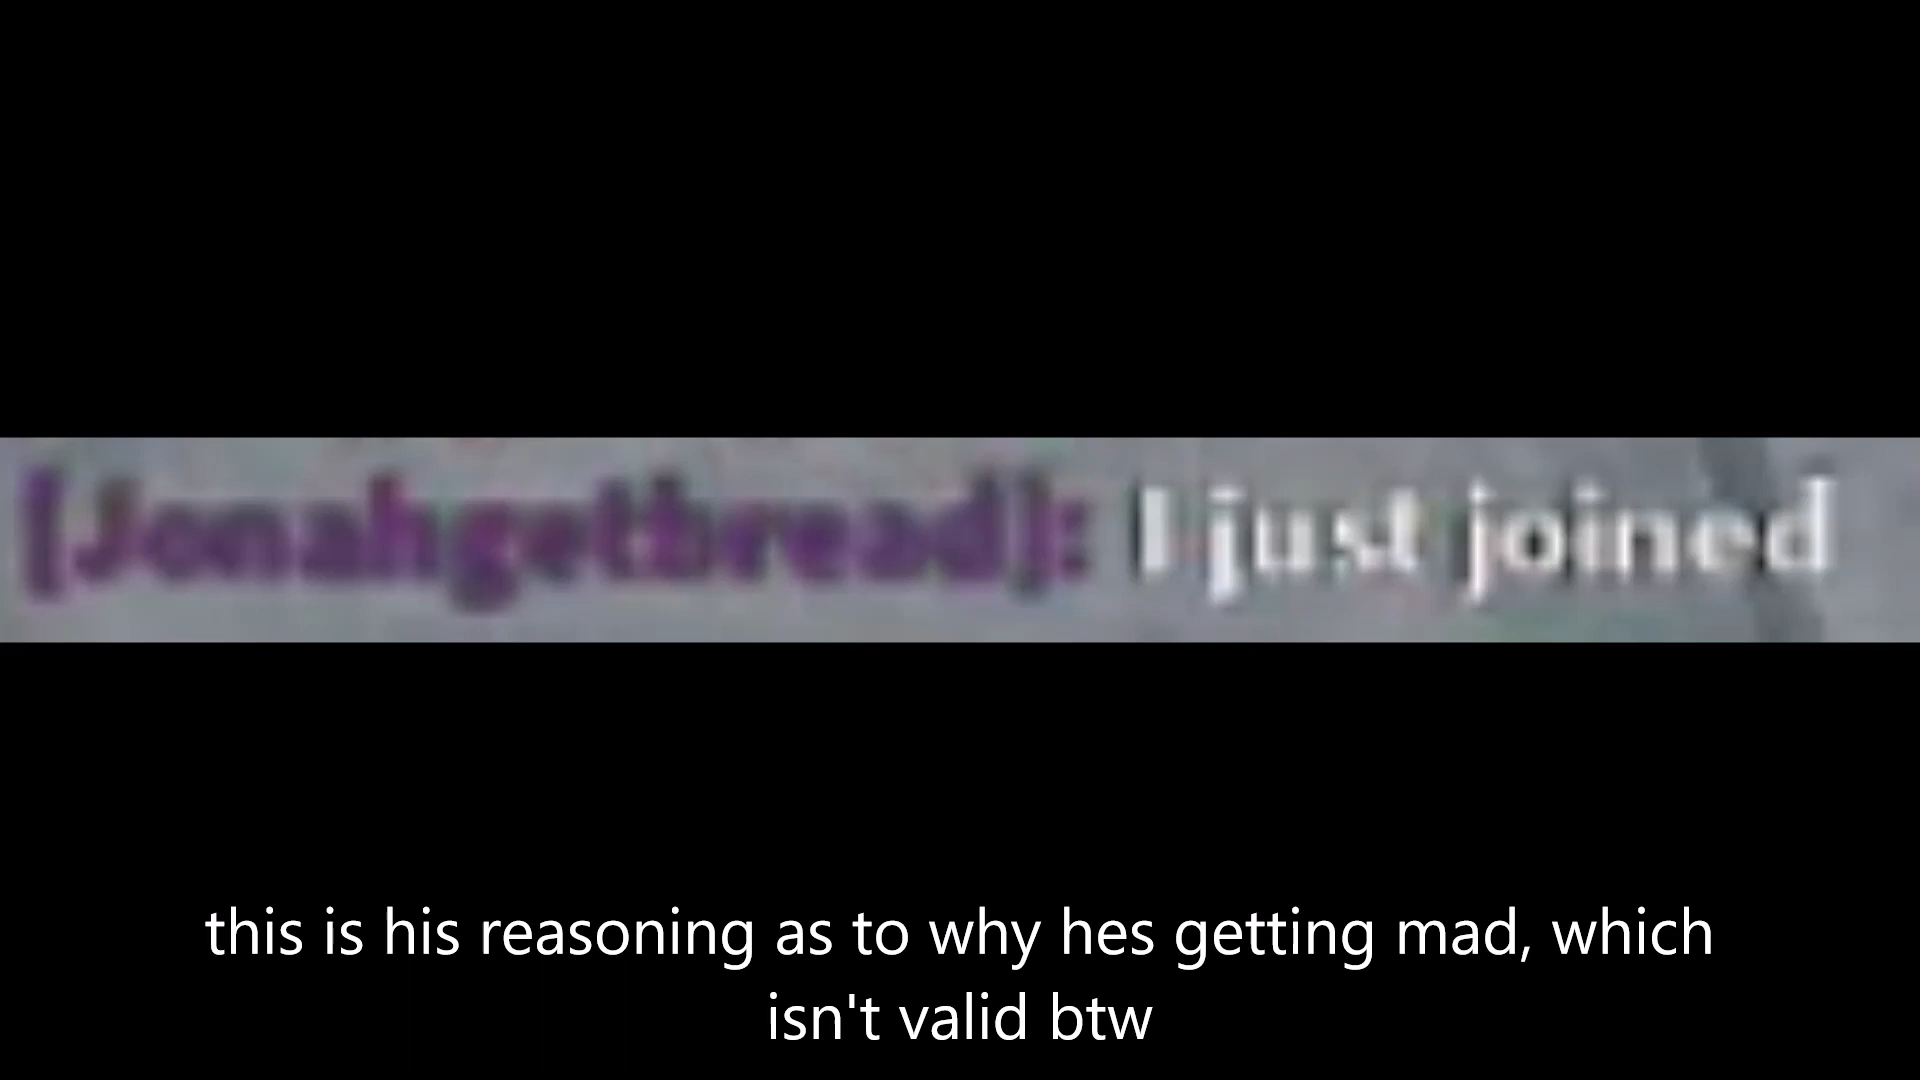 [Jonahgetbread]: I just joined
this is his reasoning as to why hes getting mad, which
isn't valid btw